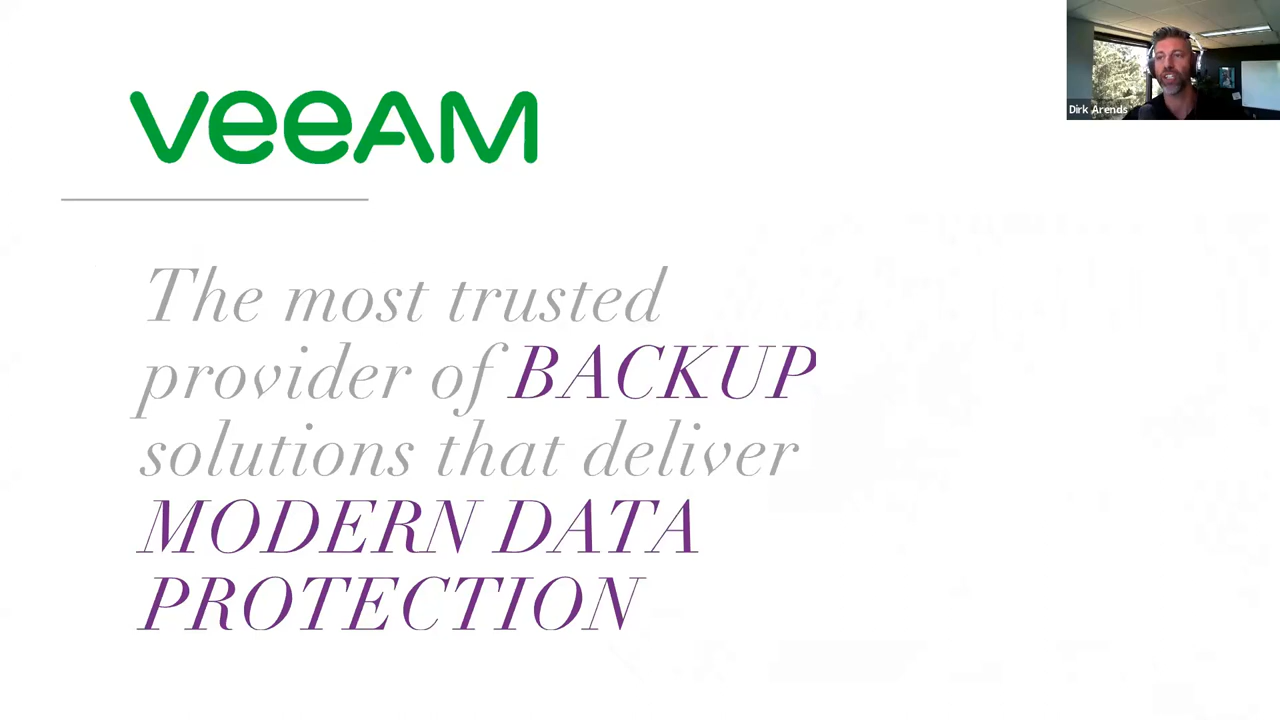 veeAM
Dirk Arends
The most trusted
provider of BACKUP
solutions that deliver
MODERN DATA
PROTECTION